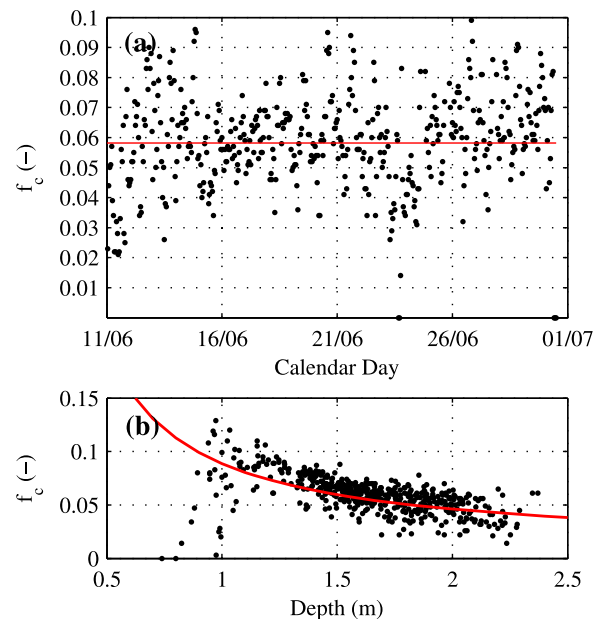 (a)
0.1
0.09
0.08
0.07
0.06
0.05
0.04
0.03
0.02
0.01
f_c (–)
11/06 16/06 21/06 26/06 01/07
Calendar Day
(b)
0.15
0.1
0.05
0
f_c (–)
0.5 1 1.5 2 2.5
Depth (m)